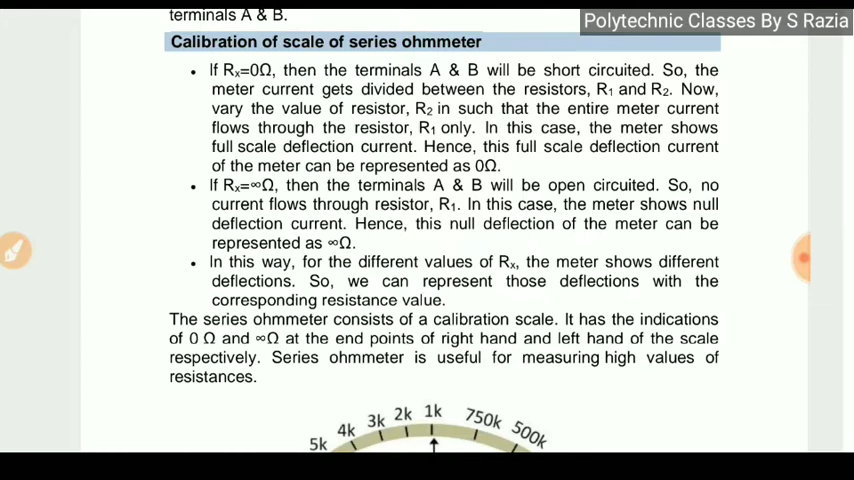 terminals A & B.
Polytechnic Classes By S Razia
Calibration of scale of series ohmmeter
• If Rx=0Ω, then the terminals A & B will be short circuited. So, the
meter current gets divided between the resistors, R1 and R2. Now,
vary the value of resistor, R2 in such that the entire meter current
flows through the resistor, R1 only. In this case, the meter shows
full scale deflection current. Hence, this full scale deflection current
of the meter can be represented as 0Ω.
• If Rx=∞Ω, then the terminals A & B will be open circuited. So, no
current flows through resistor, R1. In this case, the meter shows null
deflection current. Hence, this null deflection of the meter can be
represented as ∞Ω.
• In this way, for the different values of Rx, the meter shows different
deflections. So, we can represent those deflections with the
corresponding resistance value.
The series ohmmeter consists of a calibration scale. It has the indications
of 0 Ω and ∞Ω at the end points of right hand and left hand of the scale
respectively. Series ohmmeter is useful for measuring high values of
resistances.
5k 4k 3k 2k 1k 750k 500k